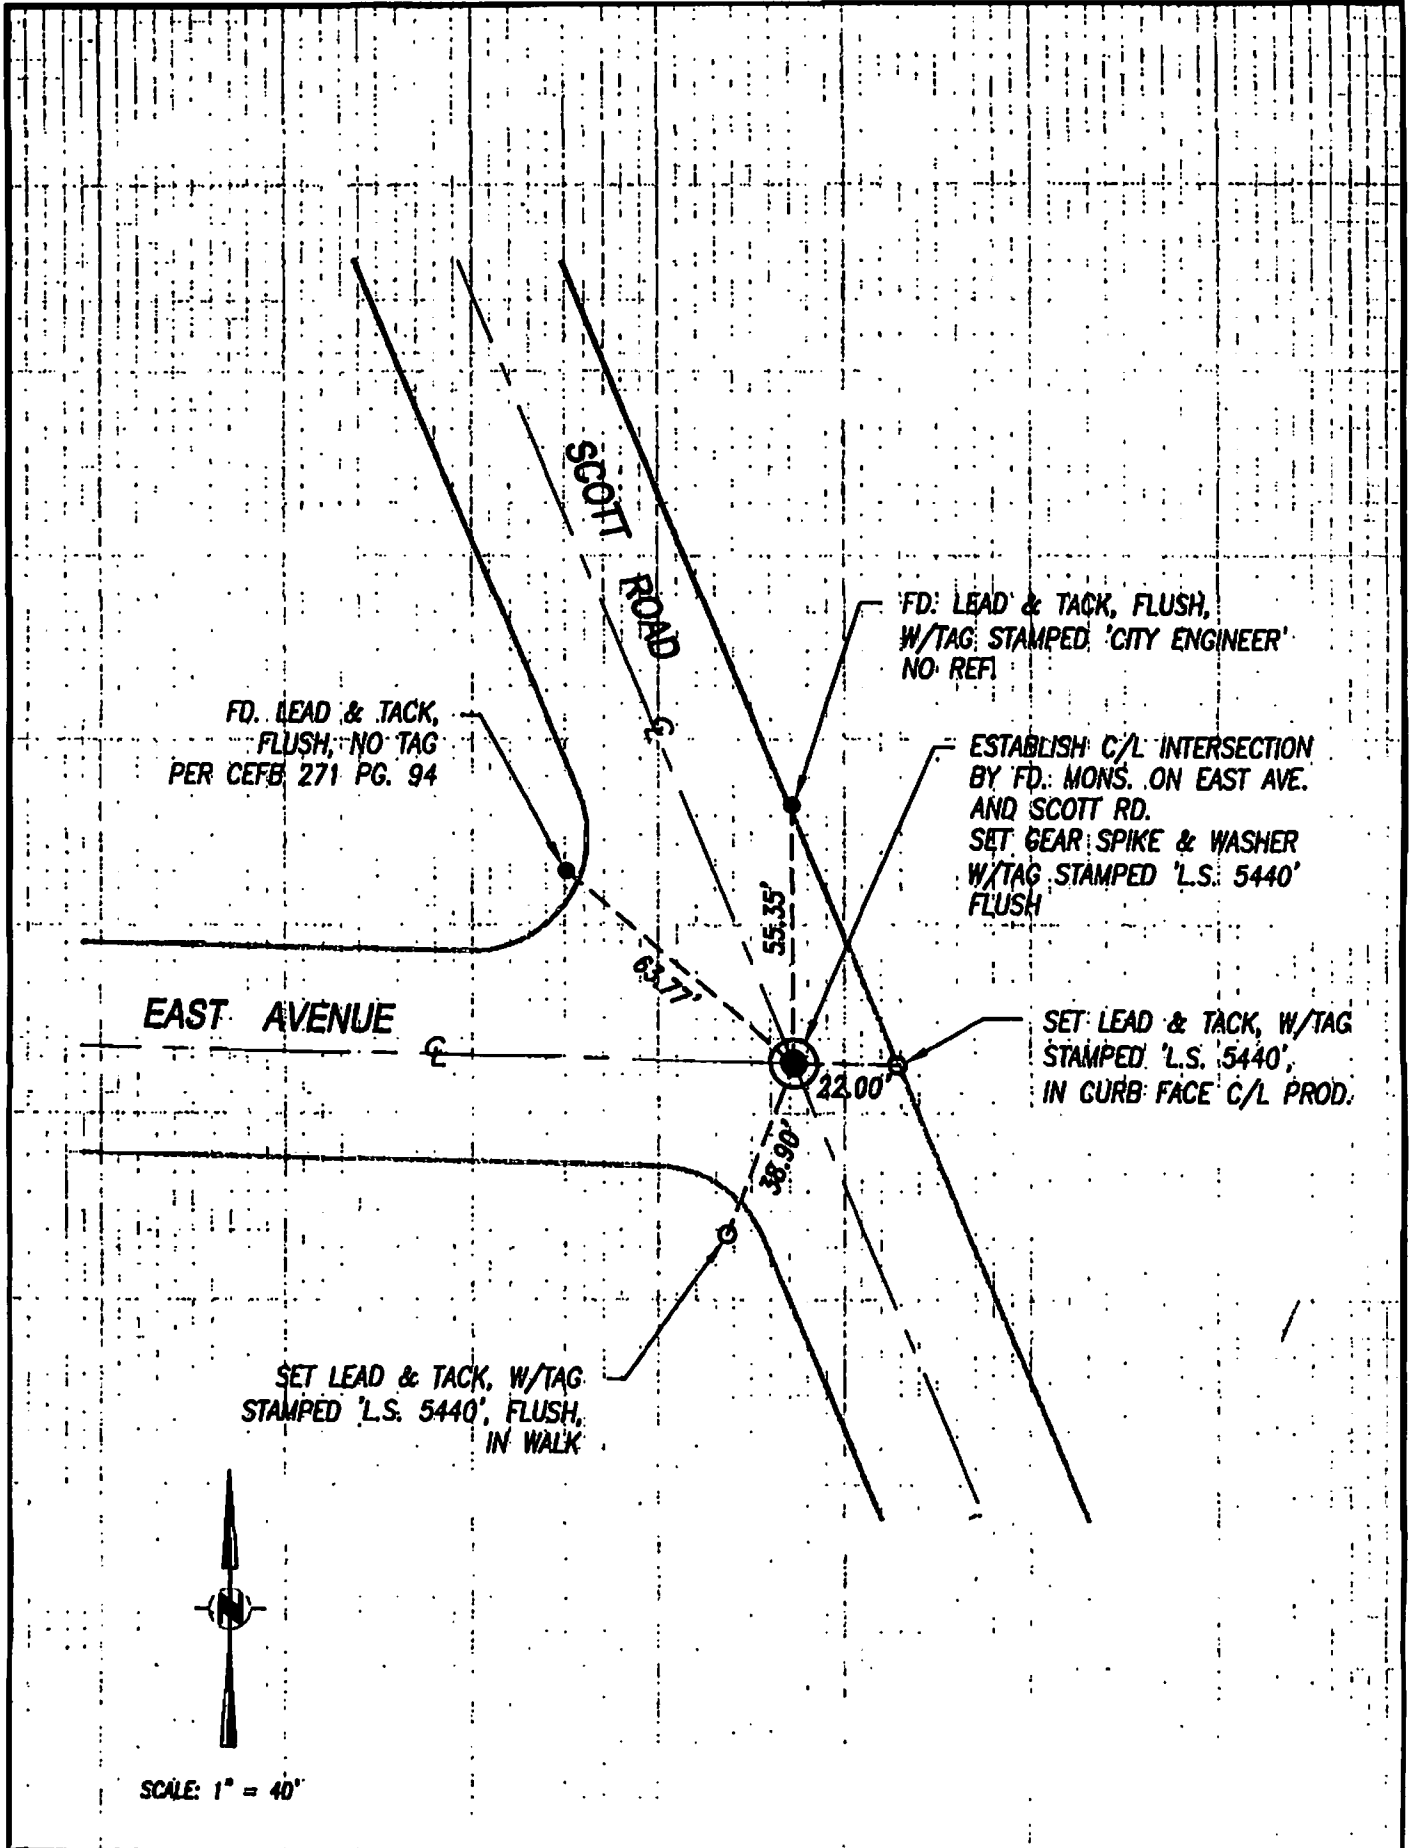 SCOTT ROAD
FD. LEAD & TACK, FLUSH,
W/TAG STAMPED 'CITY ENGINEER'
NO REF.
FD. LEAD & TACK,
FLUSH, NO TAG
PER CEFB 271 PG. 94
ESTABLISH C/L INTERSECTION
BY FD. MONS. ON EAST AVE.
AND SCOTT RD.
SET GEAR SPIKE & WASHER
W/TAG STAMPED 'L.S. 5440'
FLUSH
55.35'
63.77'
EAST AVENUE
SET LEAD & TACK, W/TAG
STAMPED 'L.S. 5440',
IN CURB FACE C/L PROD.
22.00'
38.90'
SET LEAD & TACK, W/TAG
STAMPED 'L.S. 5440', FLUSH,
IN WALK
N
SCALE: 1" = 40'